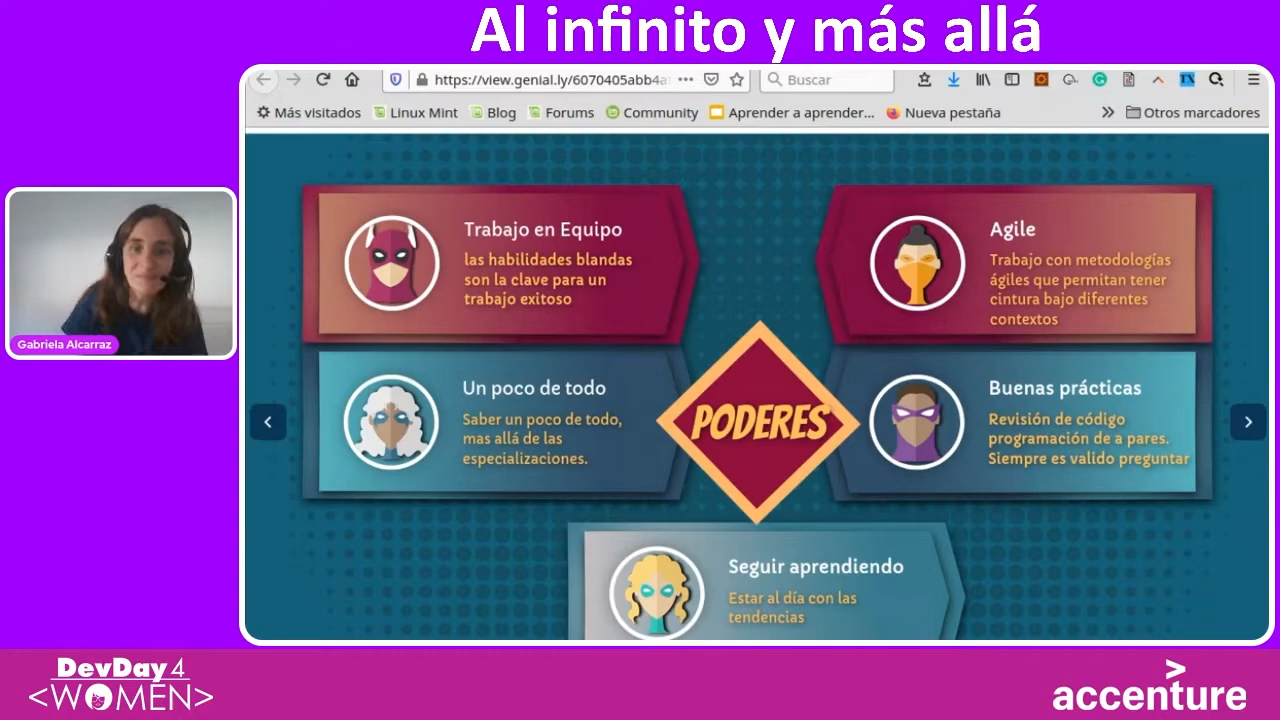 Al infinito y más allá
https://view.genial.ly/6070405abb4a
Buscar
Más visitados
Linux Mint
Blog
Forums
Community
Aprender a aprender...
Nueva pestaña
Otros marcadores
Trabajo en Equipo
las habilidades blandas
son la clave para un
trabajo exitoso
Agile
Trabajo con metodologías
ágiles que permitan tener
cintura bajo diferentes
contextos
Un poco de todo
Saber un poco de todo,
mas allá de las
especializaciones.
PODERES
Buenas prácticas
Revisión de código
programación de a pares.
Siempre es valido preguntar
Seguir aprendiendo
Estar al día con las
tendencias
Gabriela Alcarraz
DevDay4
<WOMEN>
accenture